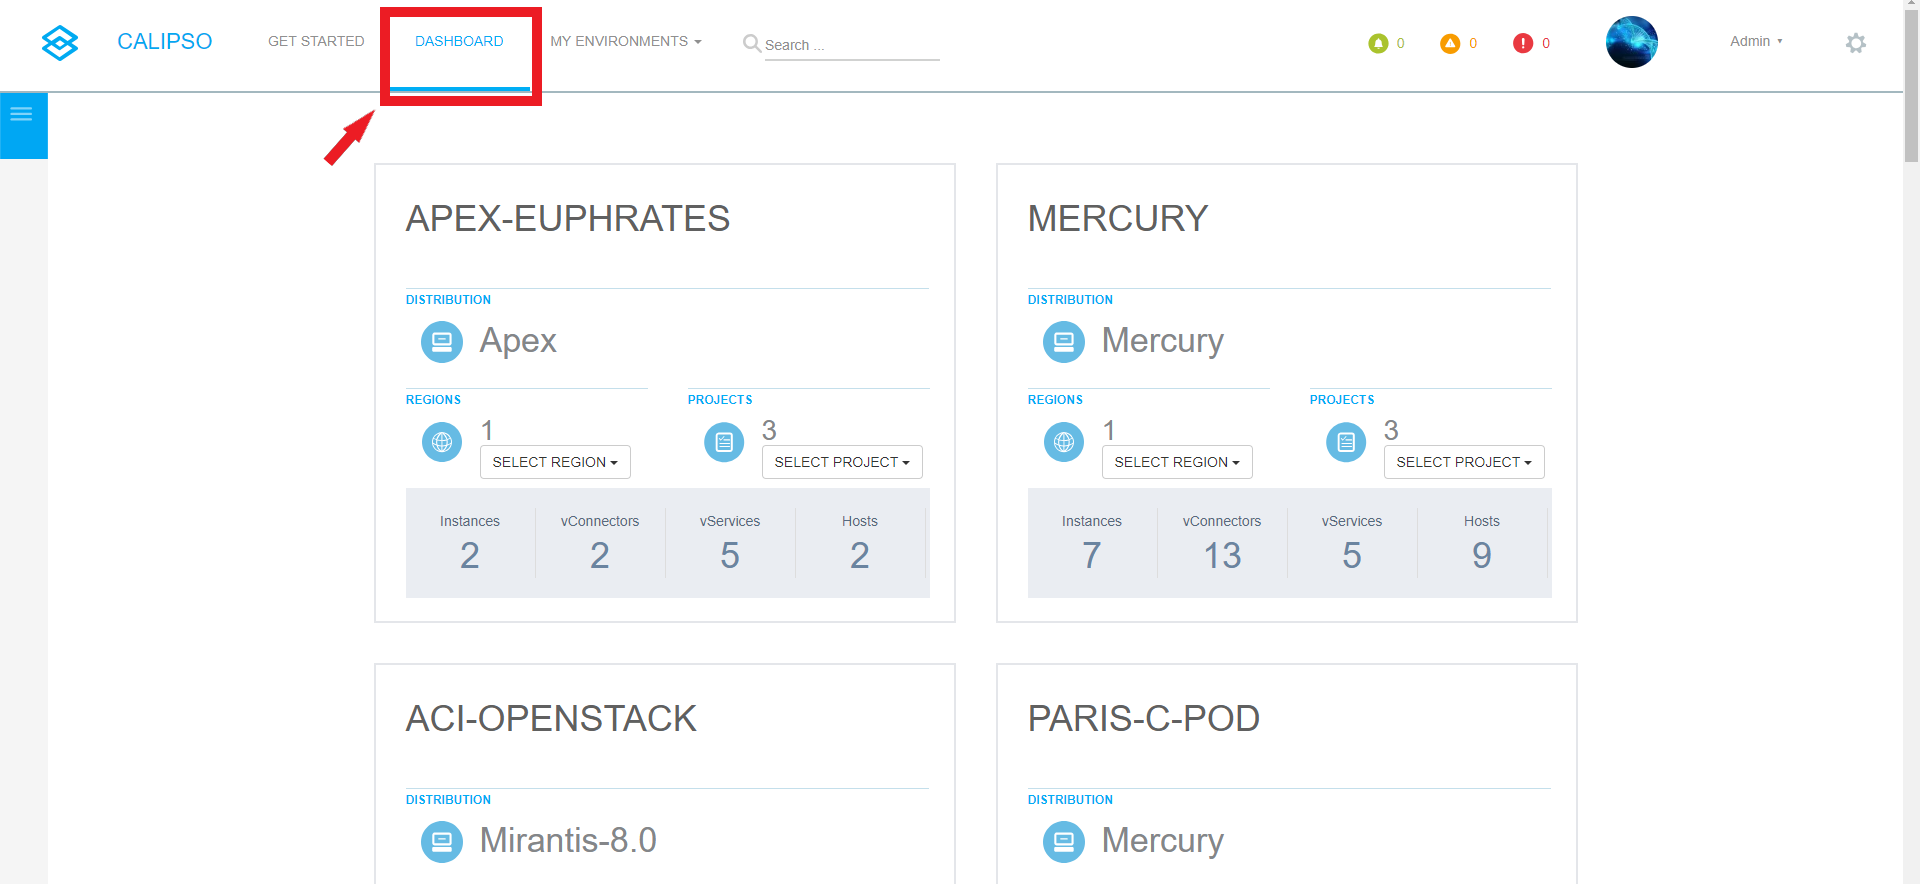 CALIPSO GET STARTED DASHBOARD MY ENVIRONMENTS Search ... 0 0 0 Admin
APEX-EUPHRATES
DISTRIBUTION
Apex
REGIONS PROJECTS
1 3
SELECT REGION SELECT PROJECT
Instances vConnectors vServices Hosts
2 2 5 2
MERCURY
DISTRIBUTION
Mercury
REGIONS PROJECTS
1 3
SELECT REGION SELECT PROJECT
Instances vConnectors vServices Hosts
7 13 5 9
ACI-OPENSTACK
DISTRIBUTION
Mirantis-8.0
PARIS-C-POD
DISTRIBUTION
Mercury